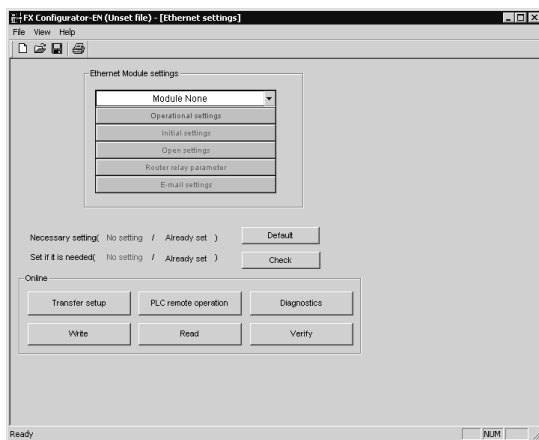 FX Configurator-EN (Unset file) - [Ethernet settings]
File View Help
Ethernet Module settings
Module None
Operational settings
Initial settings
Open settings
Router relay parameter
E-mail settings
Necessary setting( No setting / Already set ) Default
Set if it is needed( No setting / Already set ) Check
Online
Transfer setup PLC remote operation Diagnostics
Write Read Verify
Ready NUM